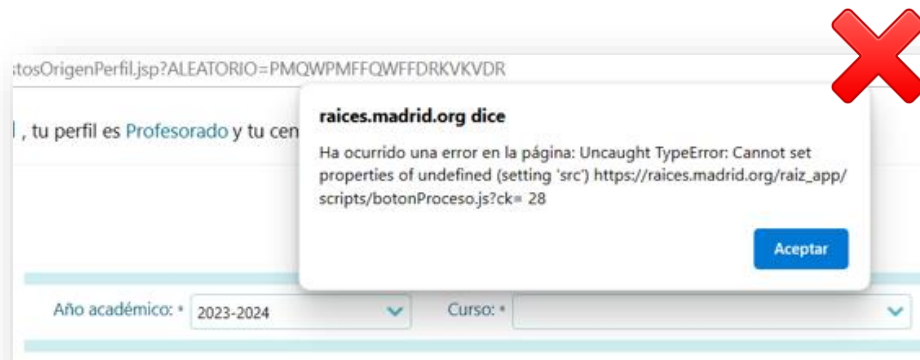 tosOrigenPerfil.jsp?ALEATORIO=PMQWPMFFQWFFDRKVKVDR
, tu perfil es Profesorado y tu cen
raices.madrid.org dice
Ha ocurrido una error en la página: Uncaught TypeError: Cannot set
properties of undefined (setting 'src') https://raices.madrid.org/raiz_app/
scripts/botonProceso.js?ck= 28
Aceptar
Año académico: * 2023-2024 Curso: *